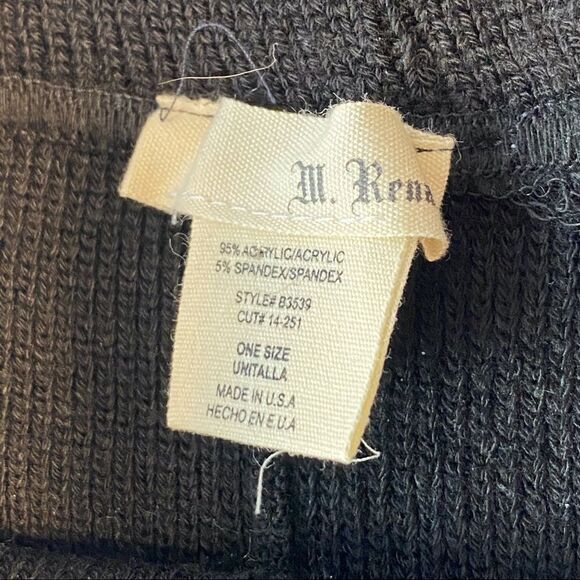 M. Rena
95% ACRYLIC/ACRYLIC
5% SPANDEX/SPANDEX
STYLE# B3539
CUT# 14-251
ONE SIZE
UNITALLA
MADE IN U.S.A
HECHO EN E.U.A